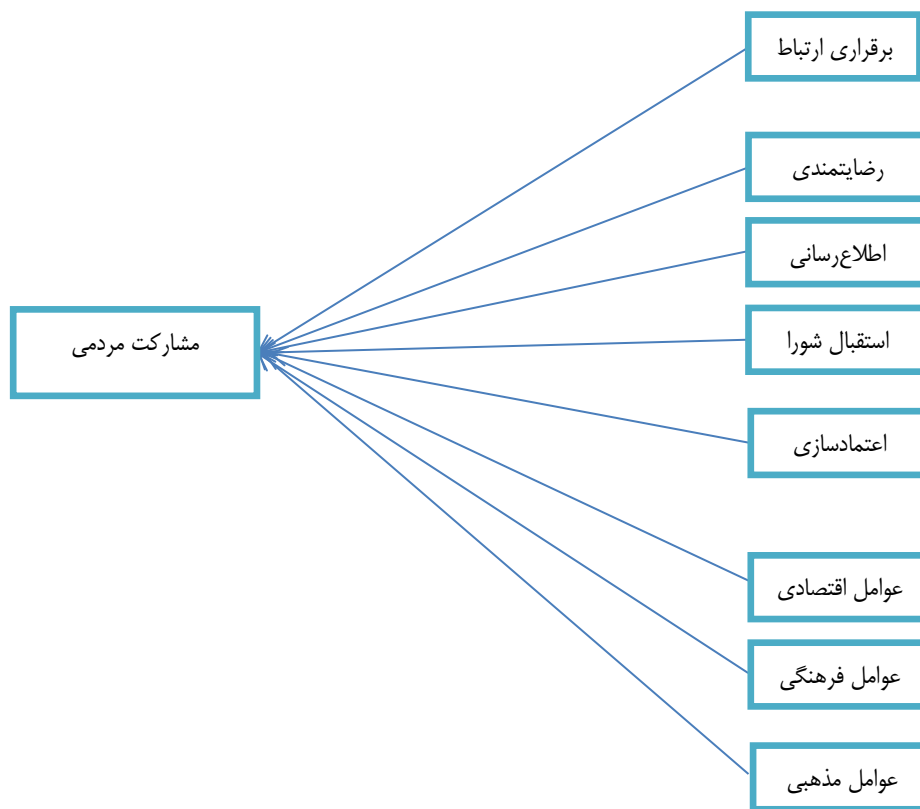 برقراری ارتباط
رضایتمندی
اطلاع‌رسانی
استقبال شورا
مشارکت مردمی
اعتمادسازی
عوامل اقتصادی
عوامل فرهنگی
عوامل مذهبی